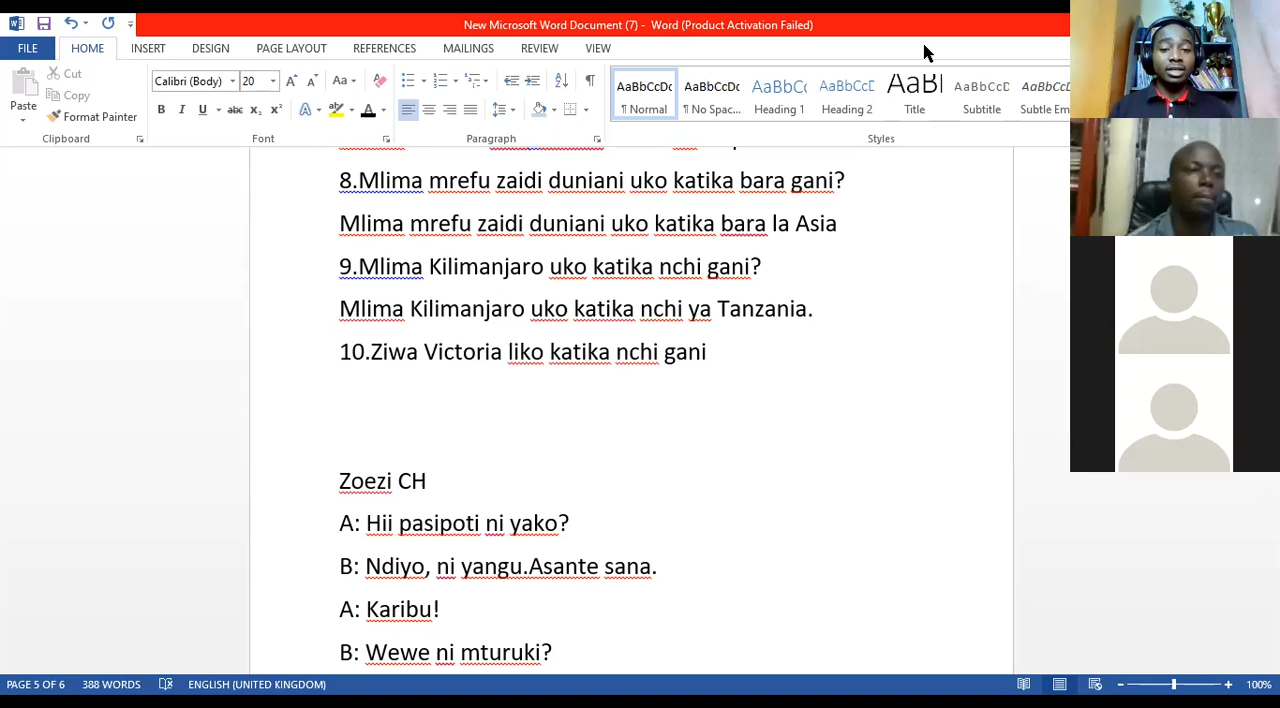 New Microsoft Word Document (7) - Word (Product Activation Failed)
FILE HOME INSERT DESIGN PAGE LAYOUT REFERENCES MAILINGS REVIEW VIEW
Paste
Cut
Copy
Format Painter
Calibri (Body) 20
AaBbCcDc AaBbCcDc AaBbCc AaBbCcD AaBl AaBbCcD AaBbCcDc
¶ Normal ¶ No Spac... Heading 1 Heading 2 Title Subtitle Subtle Em
Clipboard Font Paragraph Styles
8.Mlima mrefu zaidi duniani uko katika bara gani?
Mlima mrefu zaidi duniani uko katika bara la Asia
9.Mlima Kilimanjaro uko katika nchi gani?
Mlima Kilimanjaro uko katika nchi ya Tanzania.
10.Ziwa Victoria liko katika nchi gani
Zoezi CH
A: Hii pasipoti ni yako?
B: Ndiyo, ni yangu.Asante sana.
A: Karibu!
B: Wewe ni mturuki?
PAGE 5 OF 6 388 WORDS ENGLISH (UNITED KINGDOM) 100%